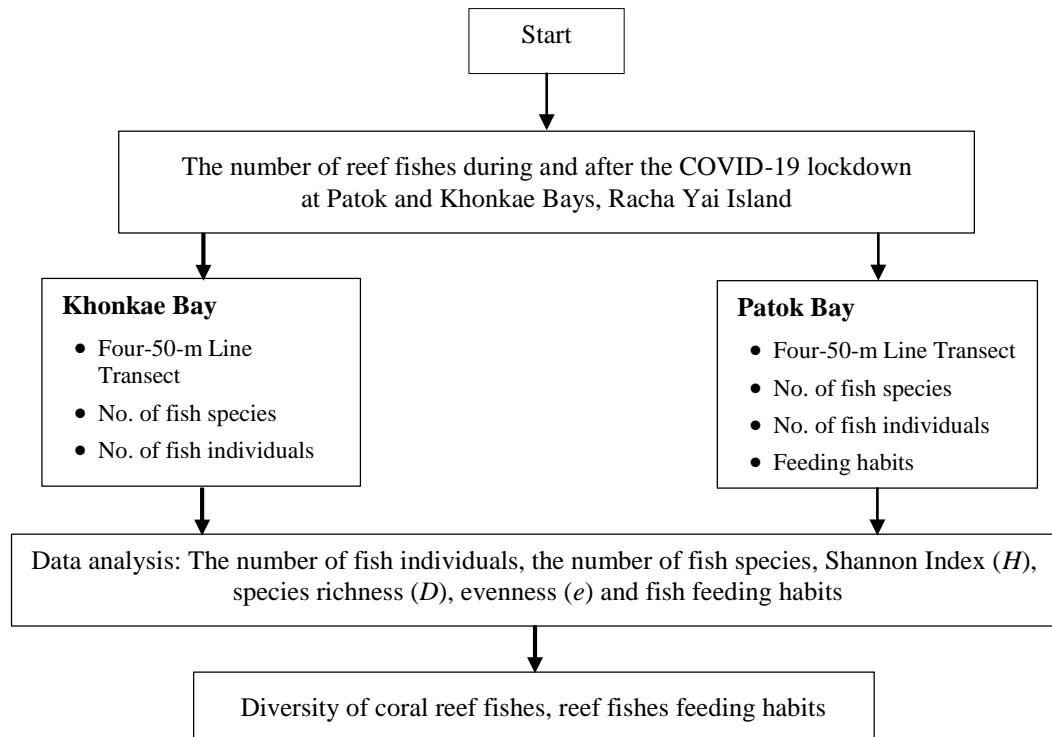 Start
The number of reef fishes during and after the COVID-19 lockdown
at Patok and Khonkae Bays, Racha Yai Island
Khonkae Bay
• Four-50-m Line
Transect
• No. of fish species
• No. of fish individuals
Patok Bay
• Four-50-m Line Transect
• No. of fish species
• No. of fish individuals
• Feeding habits
Data analysis: The number of fish individuals, the number of fish species, Shannon Index (H),
species richness (D), evenness (e) and fish feeding habits
Diversity of coral reef fishes, reef fishes feeding habits